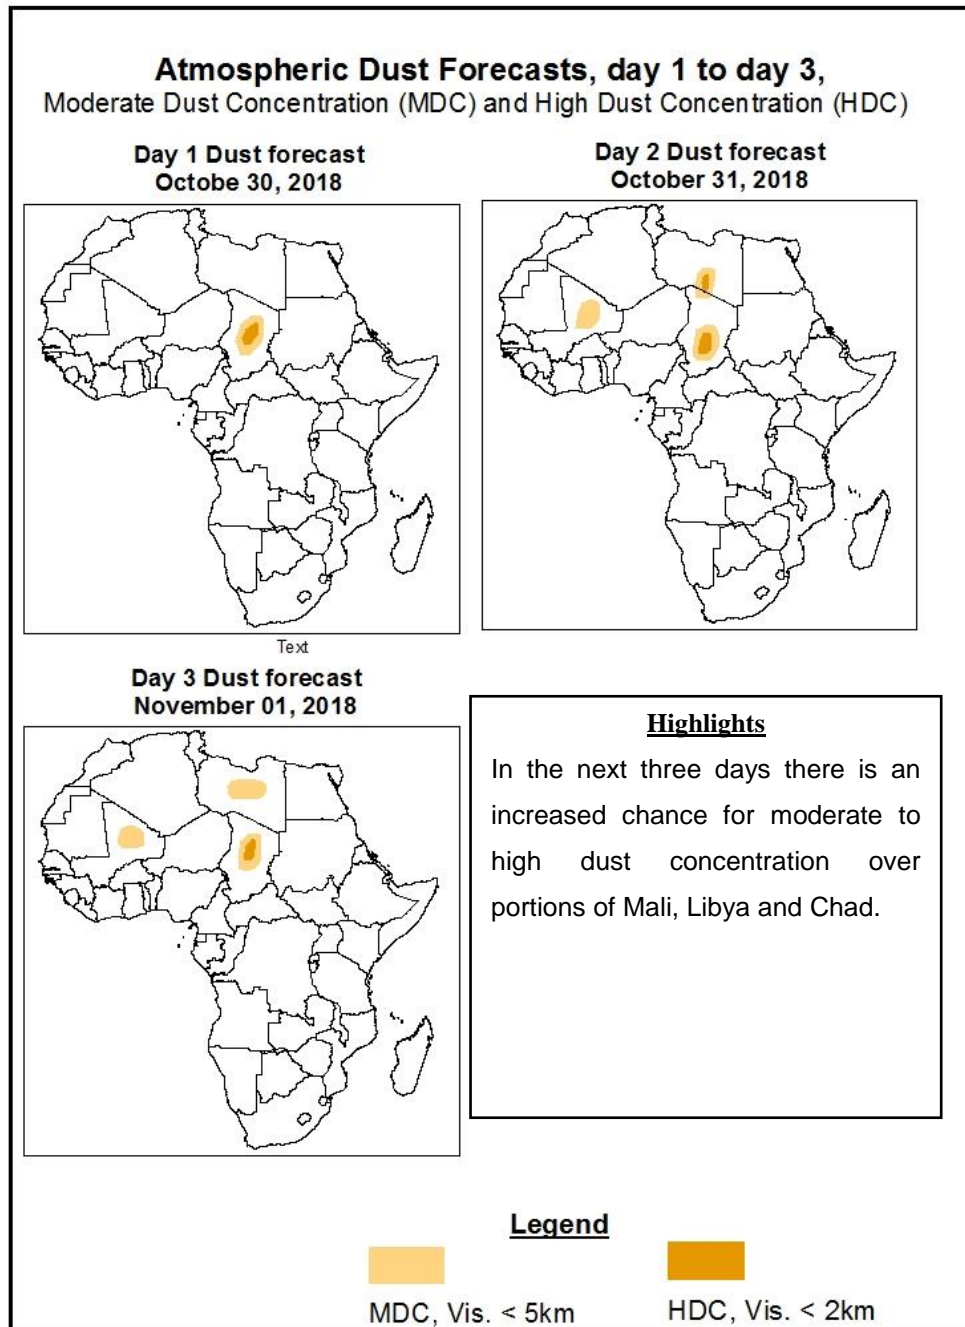 Atmospheric Dust Forecasts, day 1 to day 3,
Moderate Dust Concentration (MDC) and High Dust Concentration (HDC)
Day 1 Dust forecast
Octobe 30, 2018
Day 2 Dust forecast
October 31, 2018
Text
Day 3 Dust forecast
November 01, 2018
Highlights
In the next three days there is an
increased chance for moderate to
high dust concentration over
portions of Mali, Libya and Chad.
Legend
MDC, Vis. < 5km
HDC, Vis. < 2km